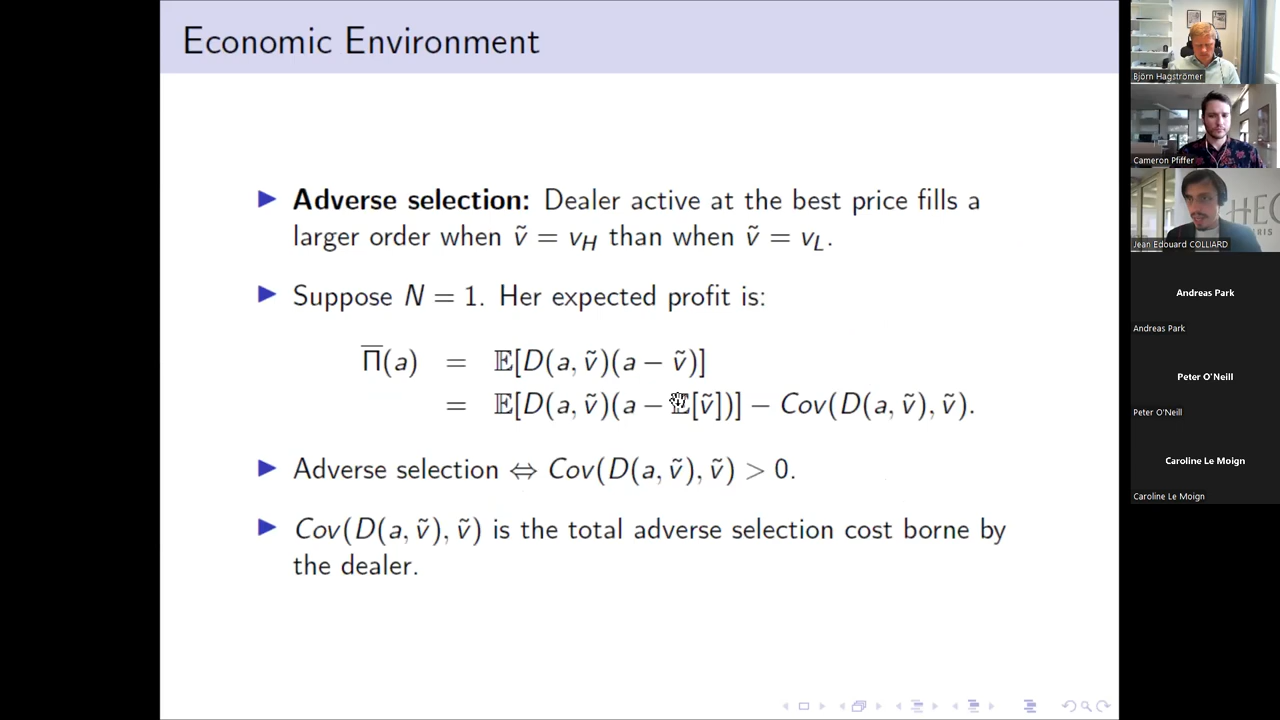 Economic Environment
▶ Adverse selection: Dealer active at the best price fills a
larger order when ṽ = v_H than when ṽ = v_L.
▶ Suppose N = 1. Her expected profit is:
Π̅(a) = 𝔼[D(a, ṽ)(a − ṽ)]
= 𝔼[D(a, ṽ)(a − 𝔼[ṽ])] − Cov(D(a, ṽ), ṽ).
▶ Adverse selection ⇔ Cov(D(a, ṽ), ṽ) > 0.
▶ Cov(D(a, ṽ), ṽ) is the total adverse selection cost borne by
the dealer.
Björn Hagströmer
Cameron Pfiffer
HEC
Jean Edouard COLLIARD
Andreas Park
Andreas Park
Peter O'Neill
Peter O'Neill
Caroline Le Moign
Caroline Le Moign